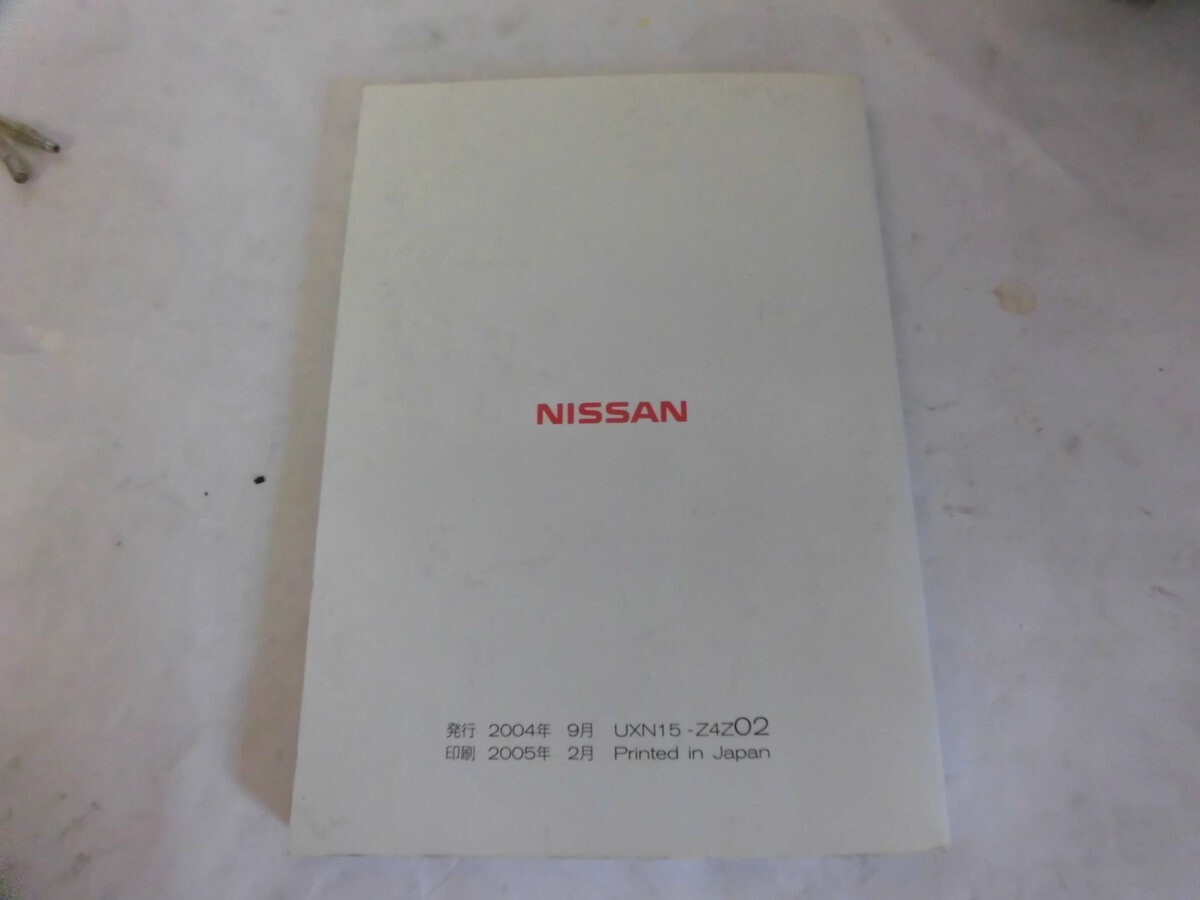 NISSAN
発行 2004年 9月 UXN15-Z4Z02
印刷 2005年 2月 Printed in Japan